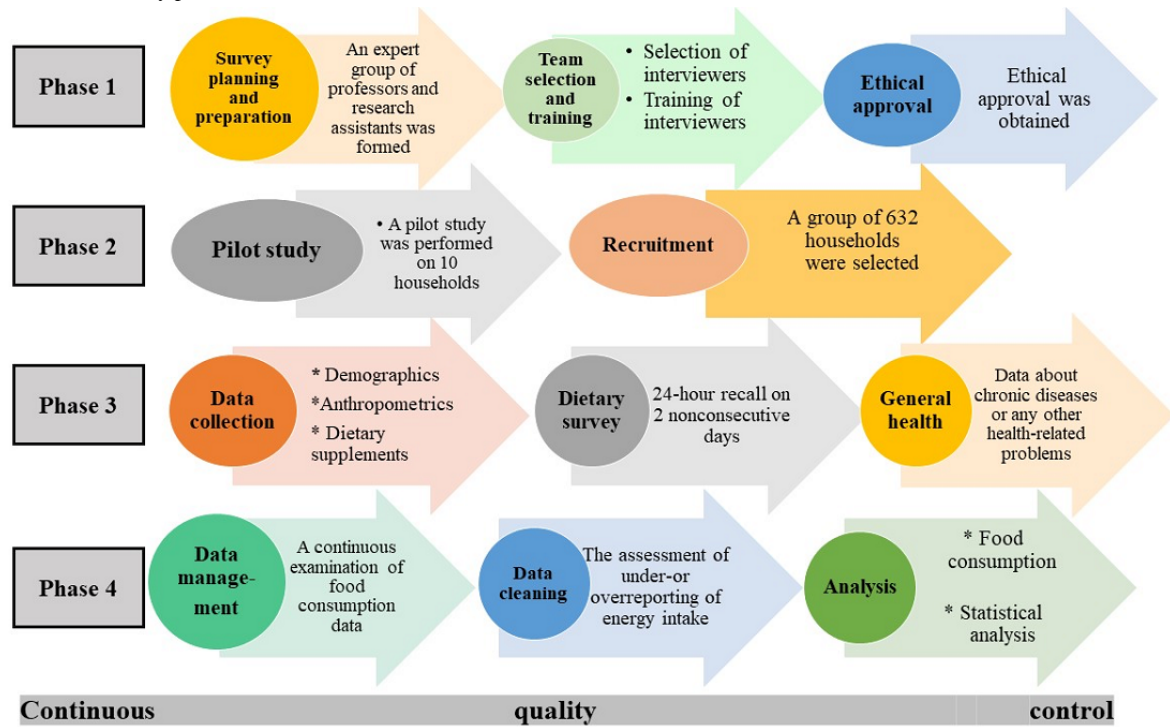 Phase 1
Survey
planning
and
preparation
An expert
group of
professors and
research
assistants was
formed
Team
selection
and
training
• Selection of
interviewers
• Training of
interviewers
Ethical
approval
Ethical
approval was
obtained
Phase 2
Pilot study
• A pilot study
was performed
on 10
households
Recruitment
A group of 632
households
were selected
Phase 3
Data
collection
* Demographics
*Anthropometrics
* Dietary
supplements
Dietary
survey
24-hour recall on
2 nonconsecutive
days
General
health
Data about
chronic diseases
or any other
health-related
problems
Phase 4
Data
manage-
ment
A continuous
examination of
food
consumption
data
Data
cleaning
The assessment of
under-or
overreporting of
energy intake
Analysis
* Food
consumption
* Statistical
analysis
Continuous quality control